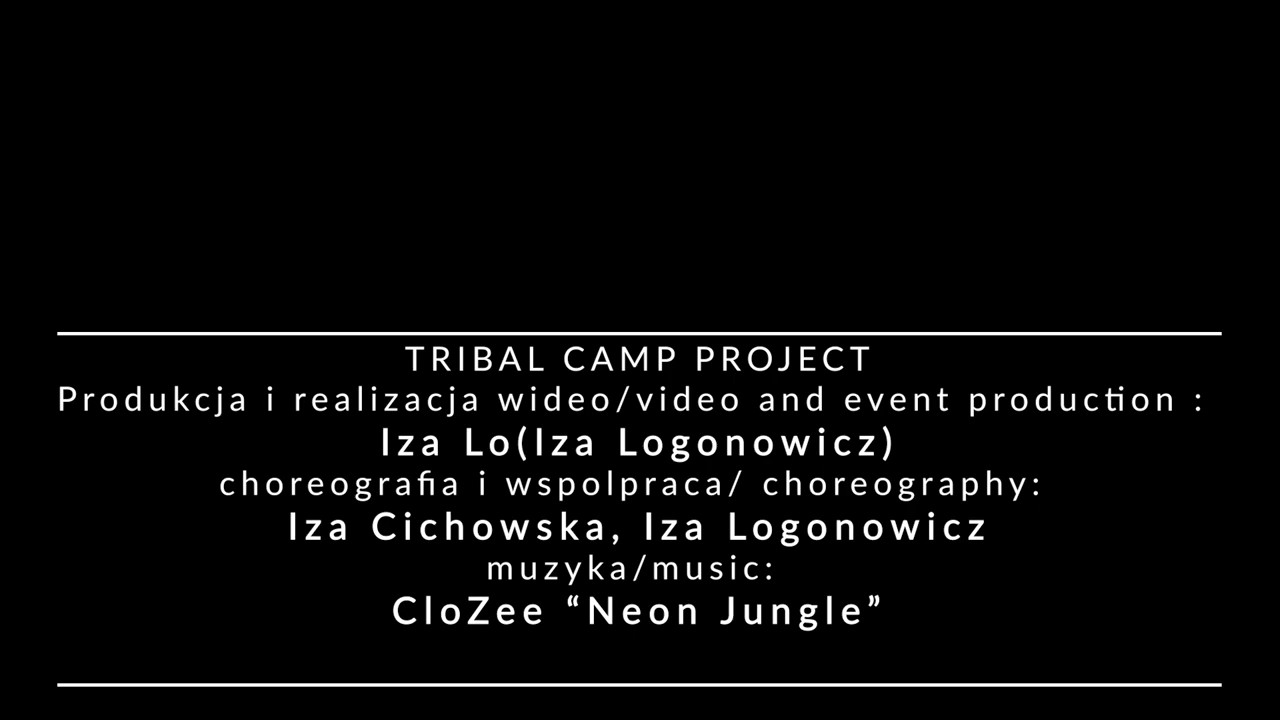 TRIBAL CAMP PROJECT
Produkcja i realizacja wideo/video and event production :
Iza Lo(Iza Logonowicz)
choreografia i wspolpraca/ choreography:
Iza Cichowska, Iza Logonowicz
muzyka/music:
CloZee “Neon Jungle”